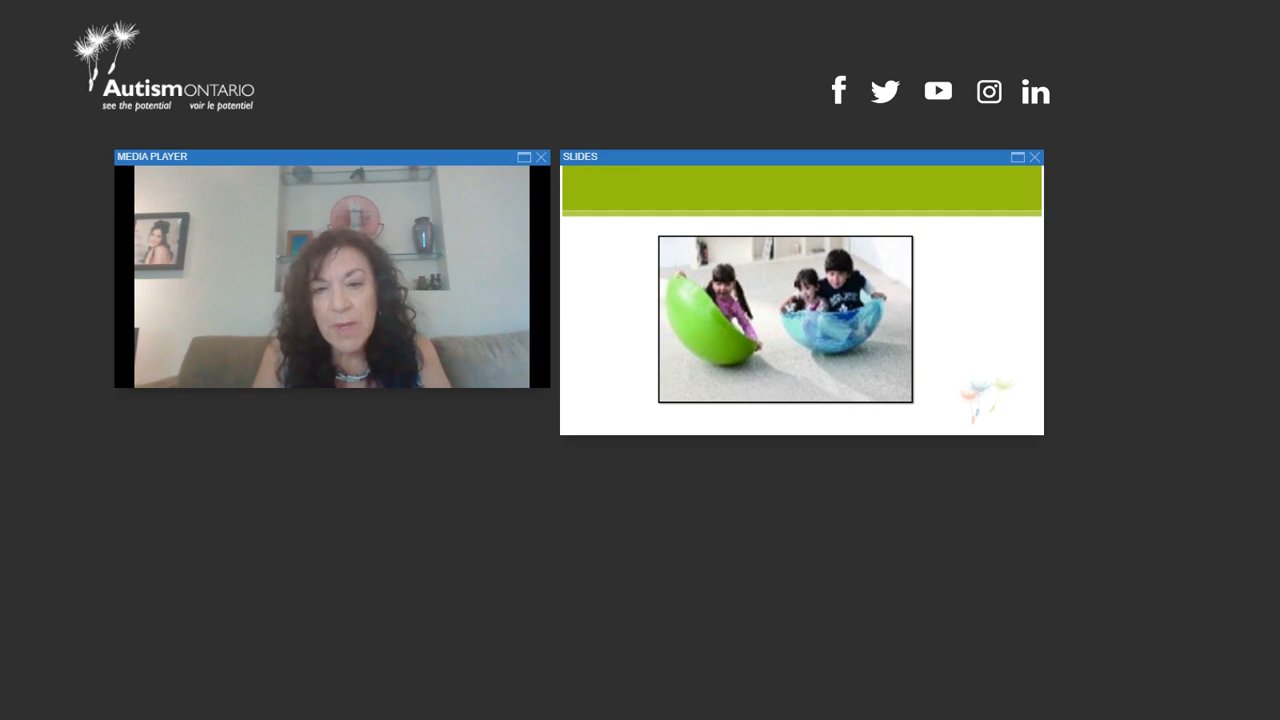 Autism ONTARIO
see the potential voir le potentiel
MEDIA PLAYER
SLIDES